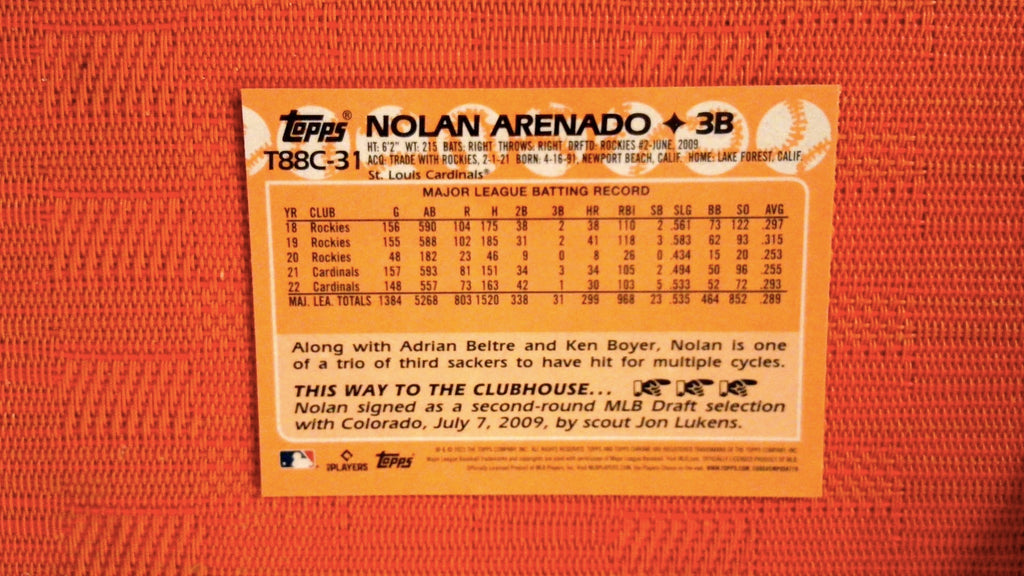 Topps® NOLAN ARENADO ✦ 3B
T88C-31 HT: 6'2" WT: 215 BATS: RIGHT THROWS: RIGHT DRFTD: ROCKIES #2-JUNE, 2009
ACQ: TRADE WITH ROCKIES, 2-1-21 BORN: 4-16-91, NEWPORT BEACH, CALIF. HOME: LAKE FOREST, CALIF.
St. Louis Cardinals®
MAJOR LEAGUE BATTING RECORD
YR CLUB G AB R H 2B 3B HR RBI SB SLG BB SO AVG
18 Rockies 156 590 104 175 38 2 38 110 2 .561 73 122 .297
19 Rockies 155 588 102 185 31 2 41 118 3 .583 62 93 .315
20 Rockies 48 182 23 46 9 0 8 26 0 .434 15 20 .253
21 Cardinals 157 593 81 151 34 3 34 105 2 .494 50 96 .255
22 Cardinals 148 557 73 163 42 1 30 103 5 .533 52 72 .293
MAJ. LEA. TOTALS 1384 5268 803 1520 338 31 299 968 23 .535 464 852 .289
Along with Adrian Beltre and Ken Boyer, Nolan is one
of a trio of third sackers to have hit for multiple cycles.
THIS WAY TO THE CLUBHOUSE...
Nolan signed as a second-round MLB Draft selection
with Colorado, July 7, 2009, by scout Jon Lukens.
PLAYERS Topps